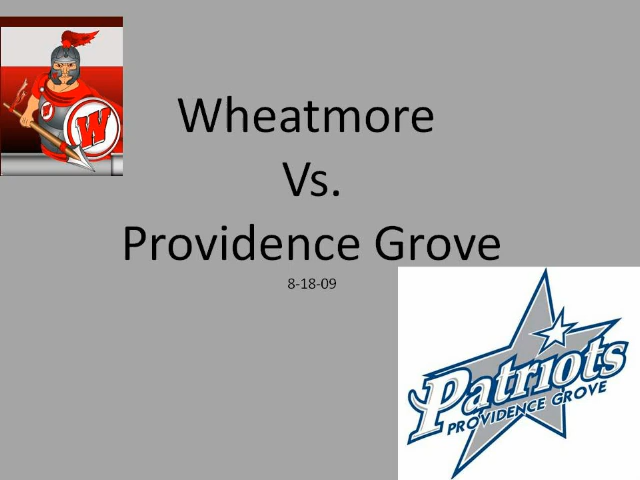 W
W
Wheatmore
Vs.
Providence Grove
8-18-09
Patriots
PROVIDENCE GROVE